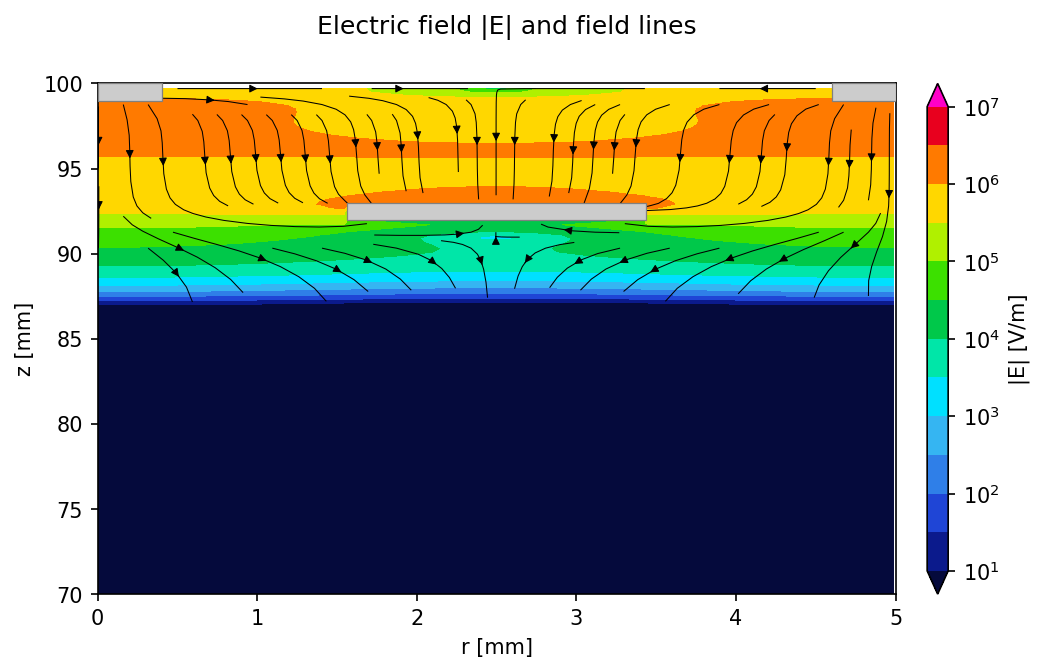 Electric field |E| and field lines
100
95
90
85
80
75
70
z [mm]
0 1 2 3 4 5
r [mm]
10⁷
10⁶
10⁵
10⁴
10³
10²
10¹
|E| [V/m]